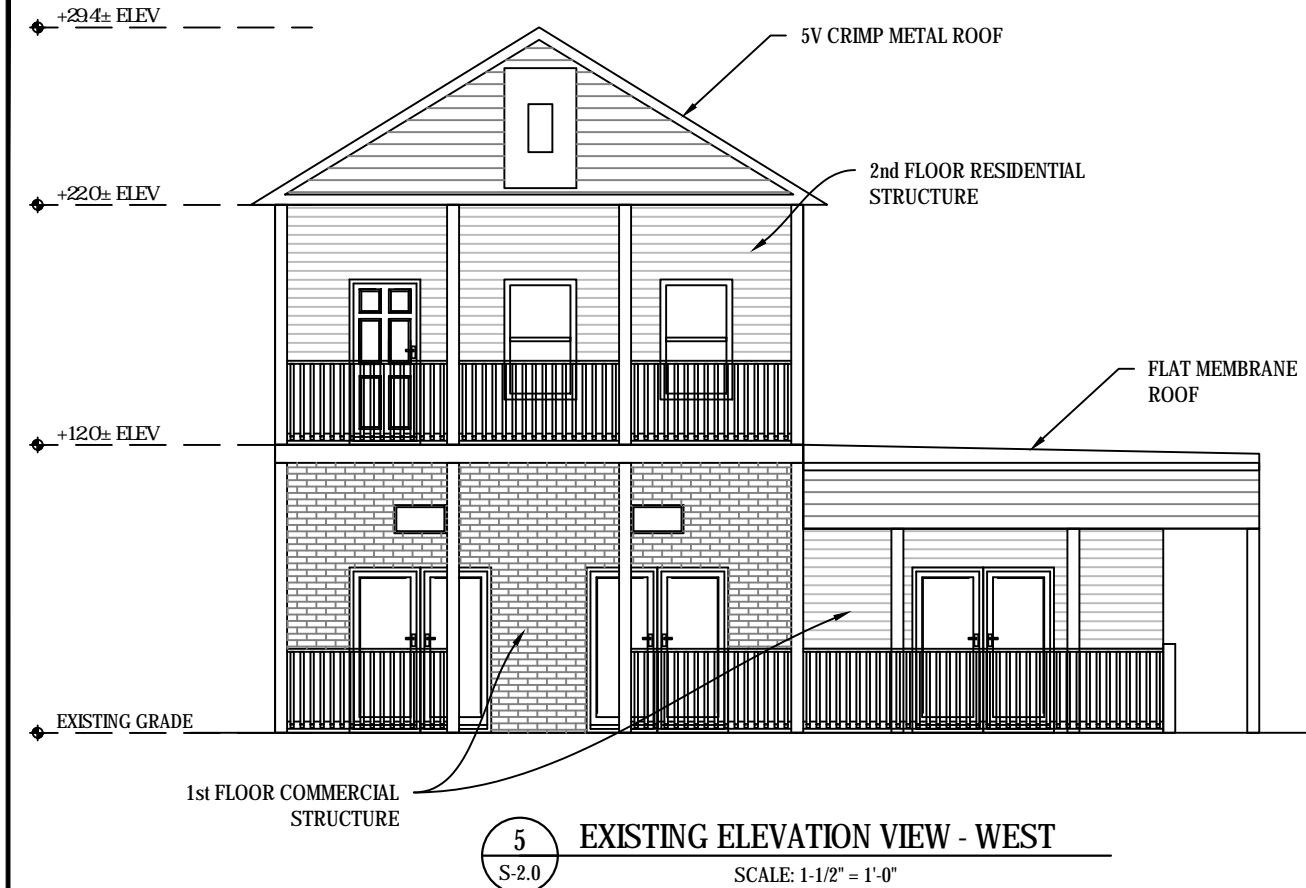 +29.4'± ELEV
5V CRIMP METAL ROOF
2nd FLOOR RESIDENTIAL
STRUCTURE
+22.0'± ELEV
FLAT MEMBRANE
ROOF
+12.0'± ELEV
EXISTING GRADE
1st FLOOR COMMERCIAL
STRUCTURE
5
S-2.0
EXISTING ELEVATION VIEW - WEST
SCALE: 1-1/2" = 1'-0"